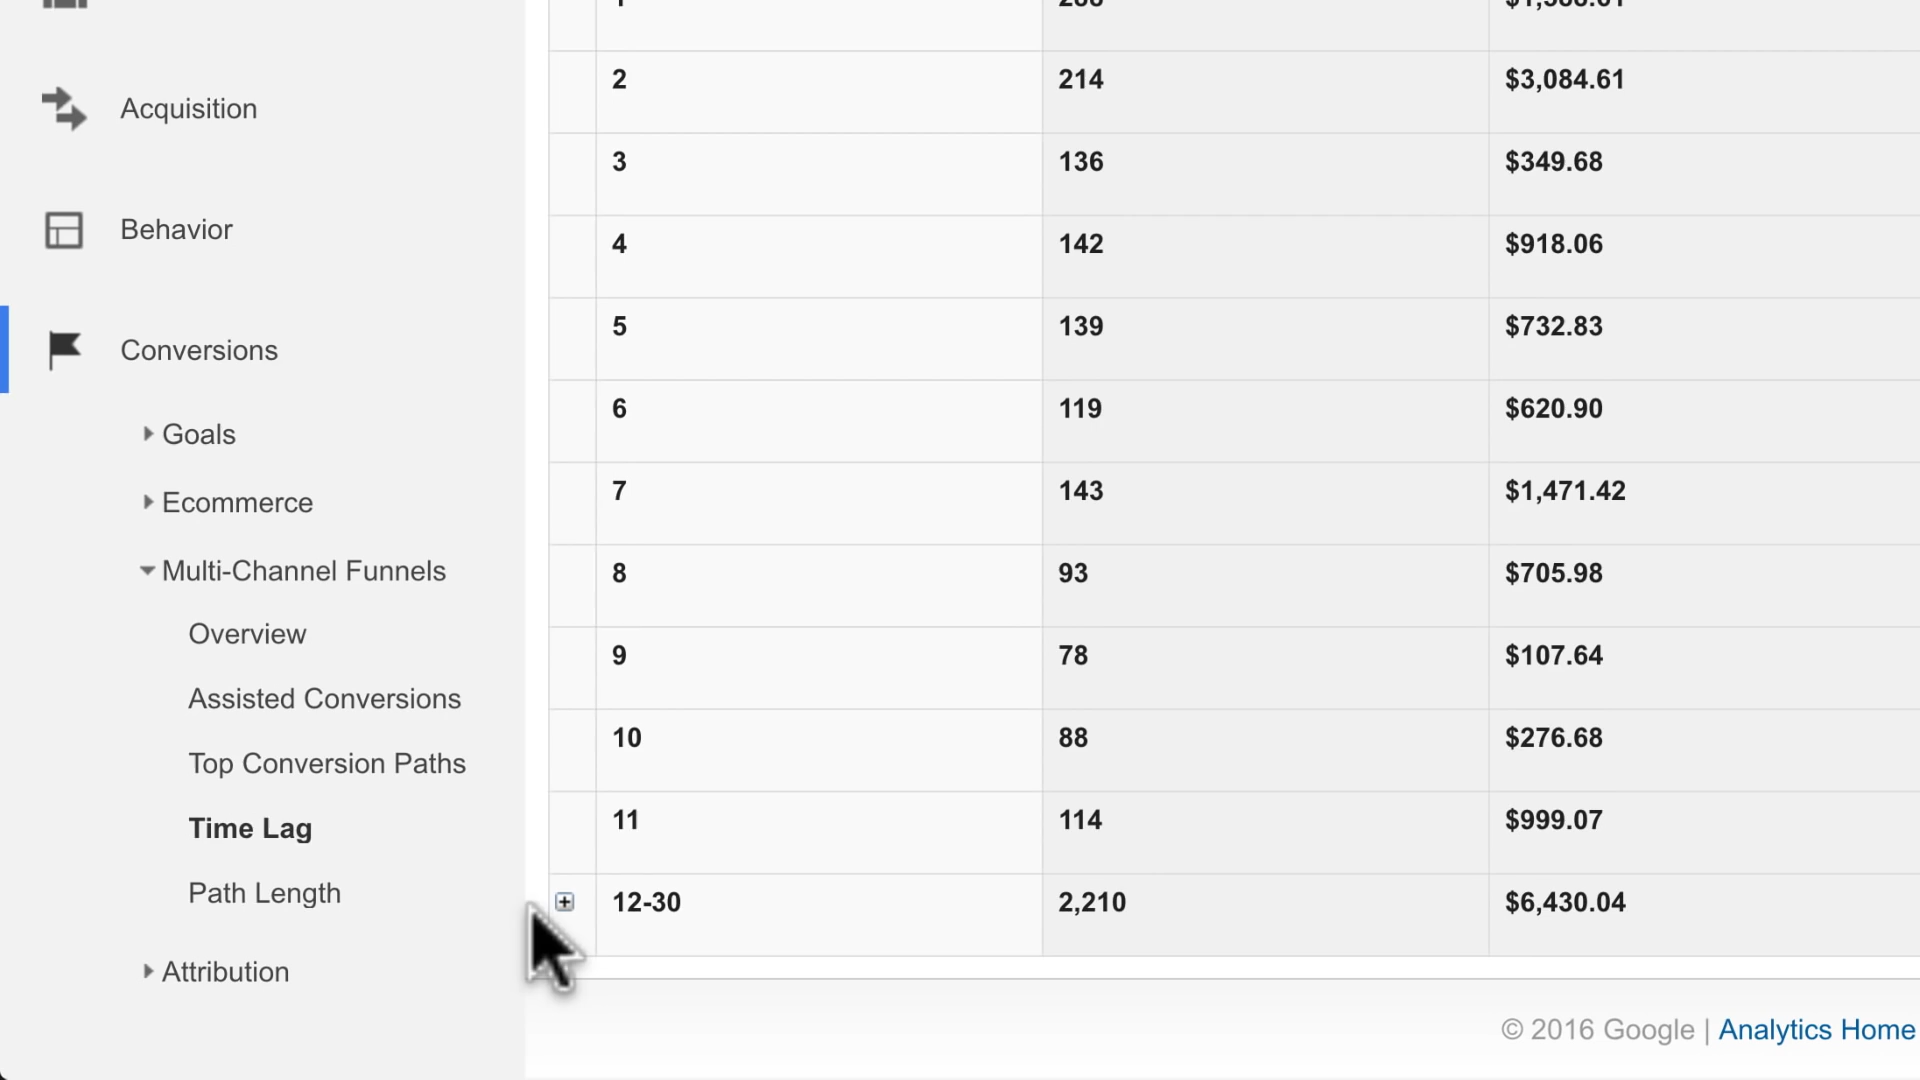 Acquisition
Behavior
Conversions
Goals
Ecommerce
Multi-Channel Funnels
Overview
Assisted Conversions
Top Conversion Paths
Time Lag
Path Length
Attribution
2 214 $3,084.61
3 136 $349.68
4 142 $918.06
5 139 $732.83
6 119 $620.90
7 143 $1,471.42
8 93 $705.98
9 78 $107.64
10 88 $276.68
11 114 $999.07
12-30 2,210 $6,430.04
© 2016 Google | Analytics Home